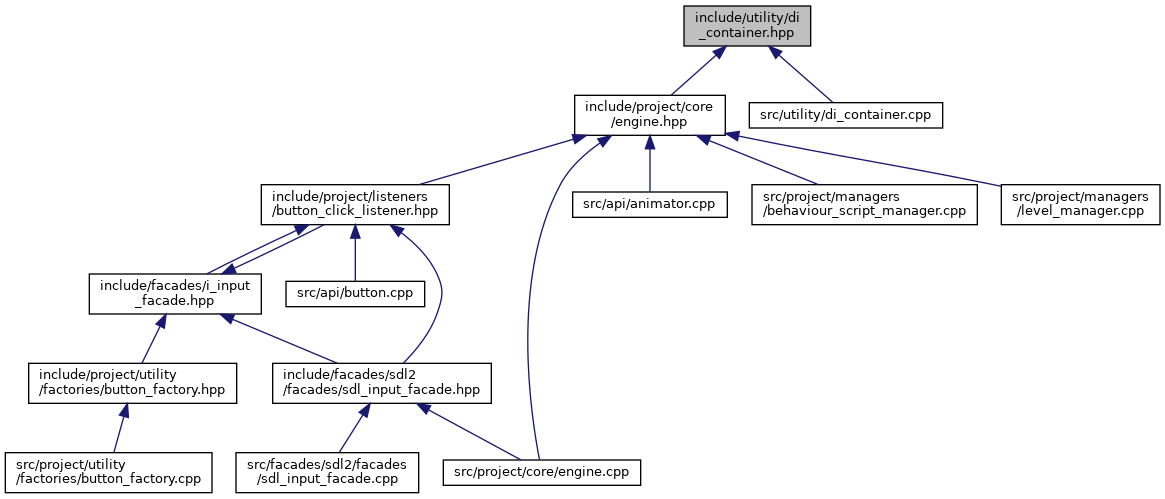 include/utility/di
_container.hpp
include/project/core
/engine.hpp
src/utility/di_container.cpp
include/project/listeners
/button_click_listener.hpp
src/api/animator.cpp
src/project/managers
/behaviour_script_manager.cpp
src/project/managers
/level_manager.cpp
include/facades/i_input
_facade.hpp
src/api/button.cpp
include/project/utility
/factories/button_factory.hpp
include/facades/sdl2
/facades/sdl_input_facade.hpp
src/project/utility
/factories/button_factory.cpp
src/facades/sdl2/facades
/sdl_input_facade.cpp
src/project/core/engine.cpp